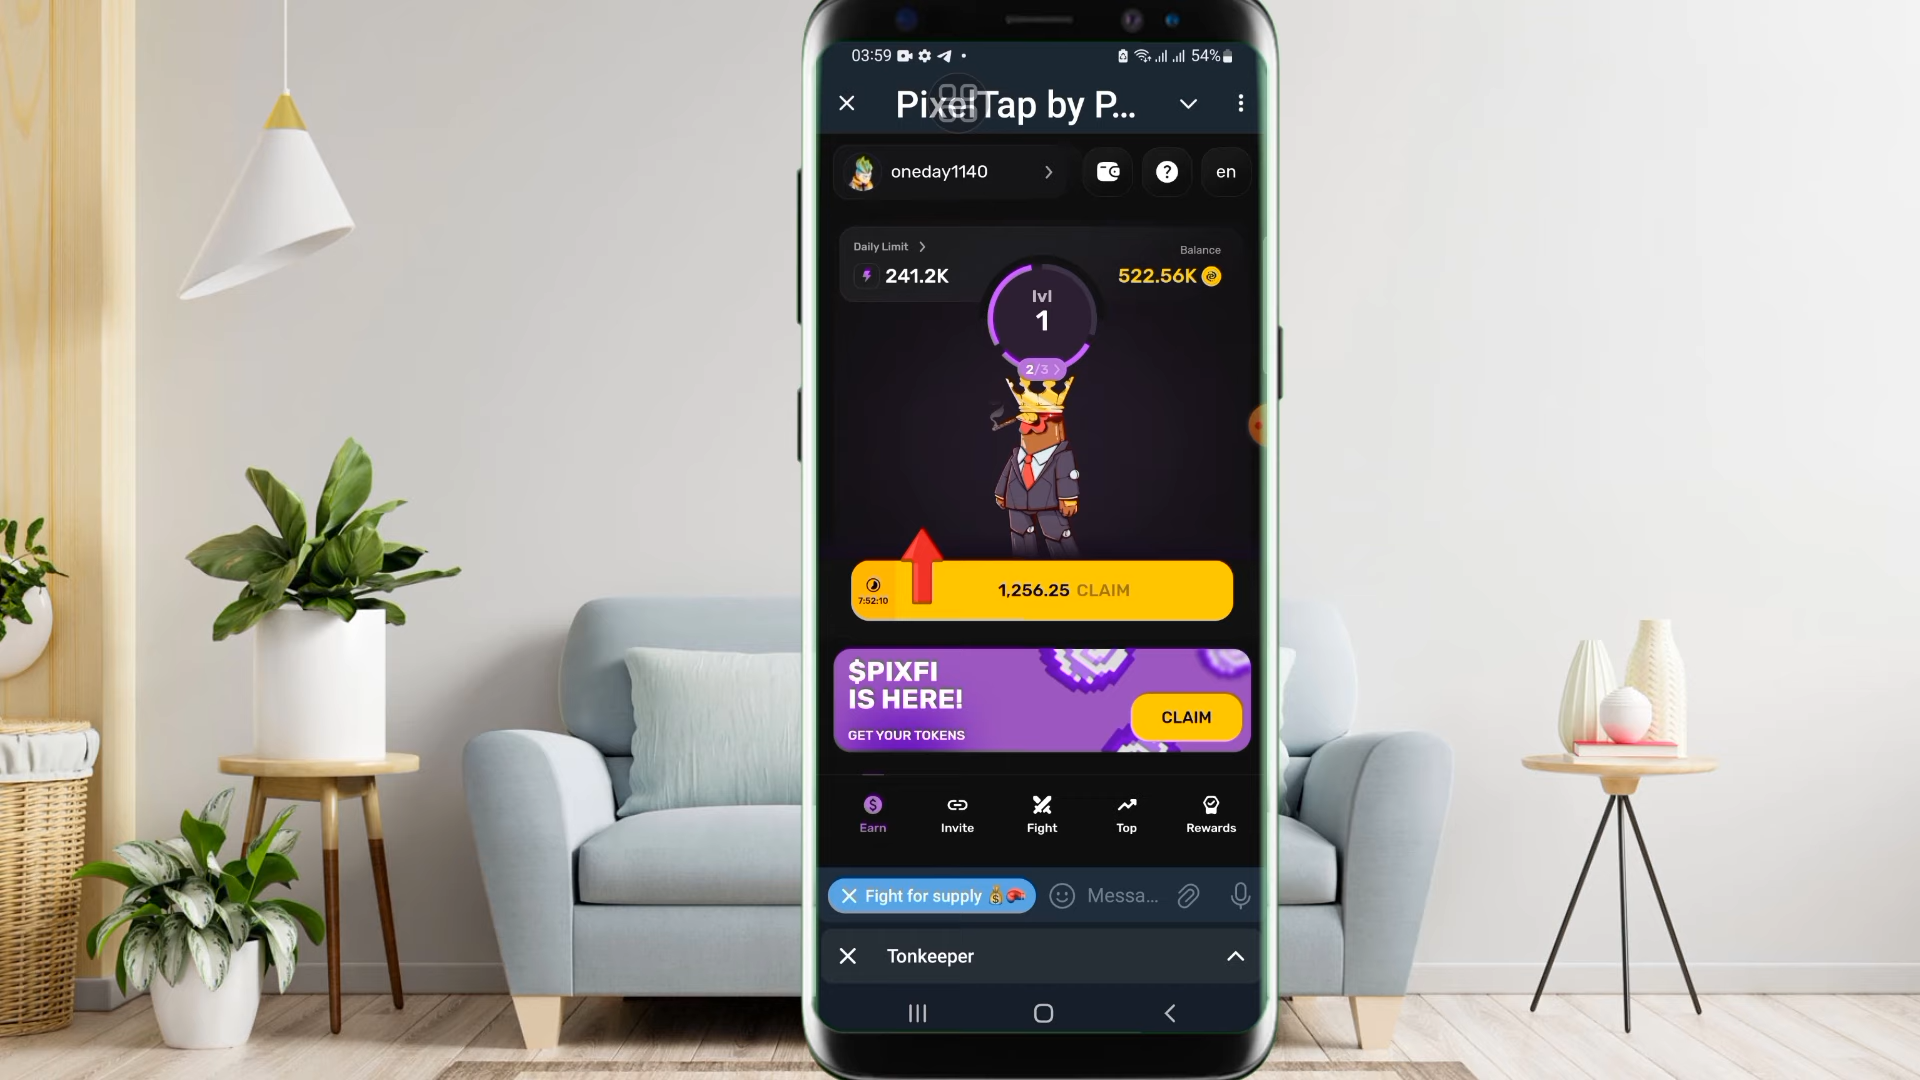 03:59 54%
PixelTap by P...
oneday1140 en
Daily Limit Balance
241.2K 522.56K
lvl
1
2/3
7:52:10
1,256.25 CLAIM
$PIXFI
IS HERE!
GET YOUR TOKENS
CLAIM
Earn Invite Fight Top Rewards
Fight for supply 💰🥊 Messa...
Tonkeeper